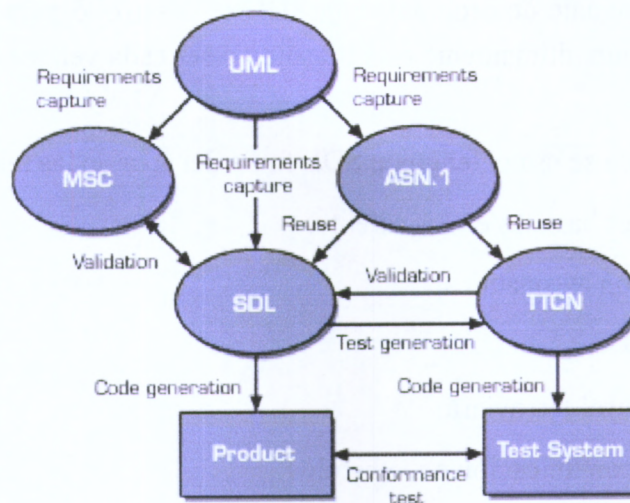 UML
Requirements
capture
Requirements
capture
Requirements
capture
MSC
ASN.1
Reuse
Reuse
Validation
Validation
SDL
TTCN
Test generation
Code generation
Code generation
Product
Test System
Conformance
test